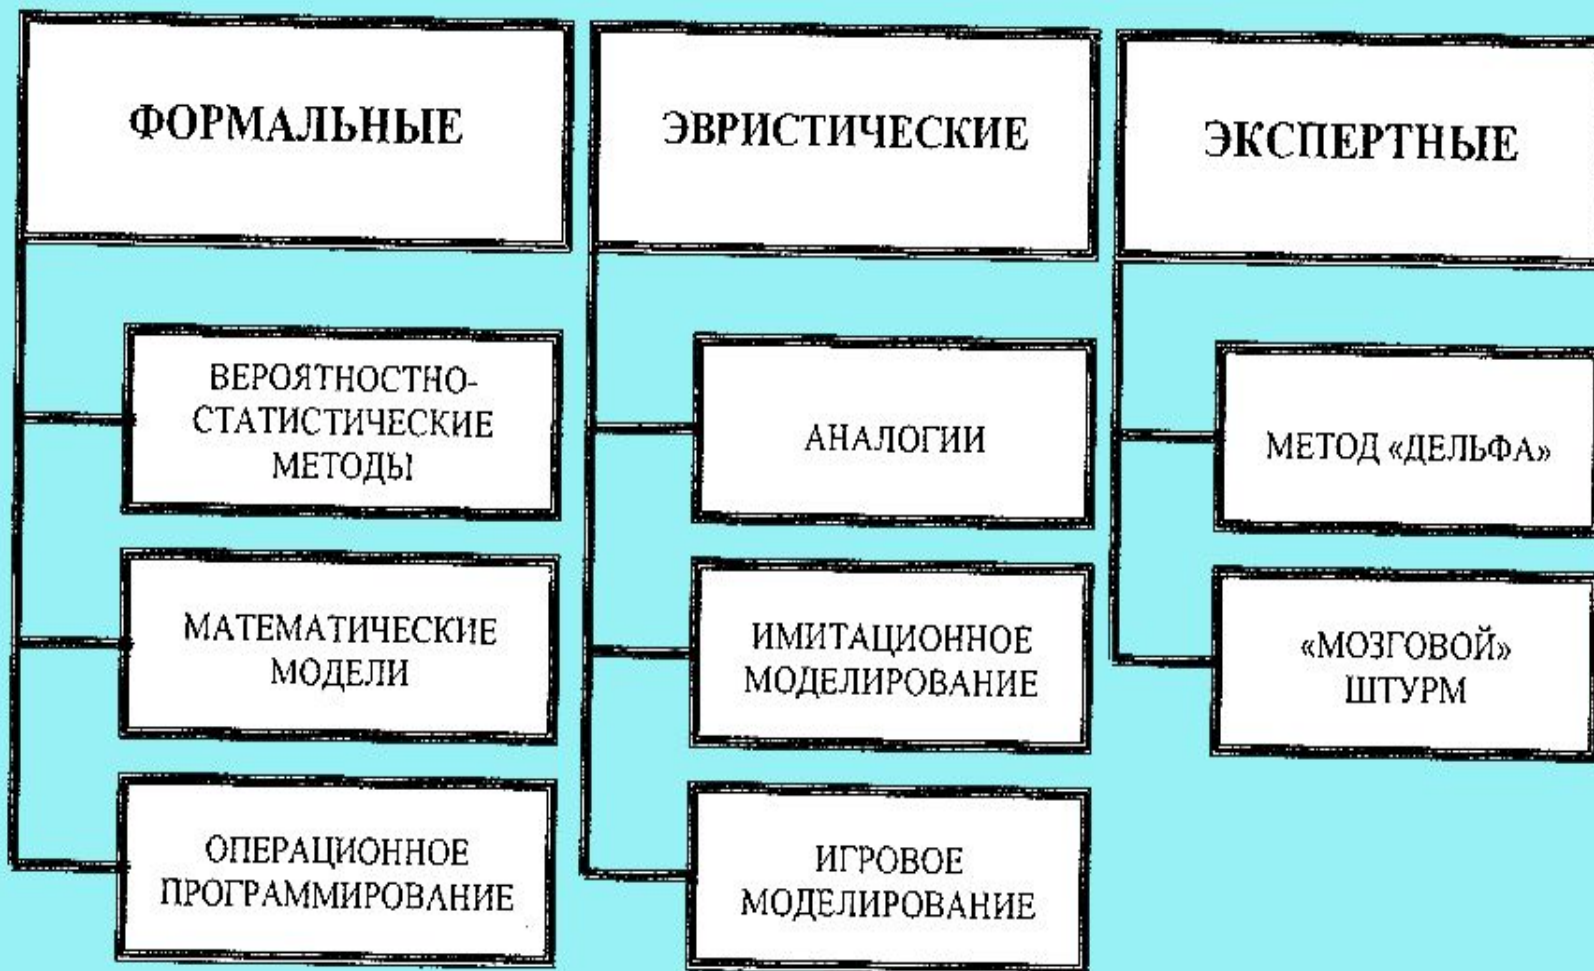 ФОРМАЛЬНЫЕ
ВЕРОЯТНОСТНО-
СТАТИСТИЧЕСКИЕ
МЕТОДЫ
МАТЕМАТИЧЕСКИЕ
МОДЕЛИ
ОПЕРАЦИОННОЕ
ПРОГРАММИРОВАНИЕ
ЭВРИСТИЧЕСКИЕ
АНАЛОГИИ
ИМИТАЦИОННОЕ
МОДЕЛИРОВАНИЕ
ИГРОВОЕ
МОДЕЛИРОВАНИЕ
ЭКСПЕРТНЫЕ
МЕТОД «ДЕЛЬФА»
«МОЗГОВОЙ»
ШТУРМ